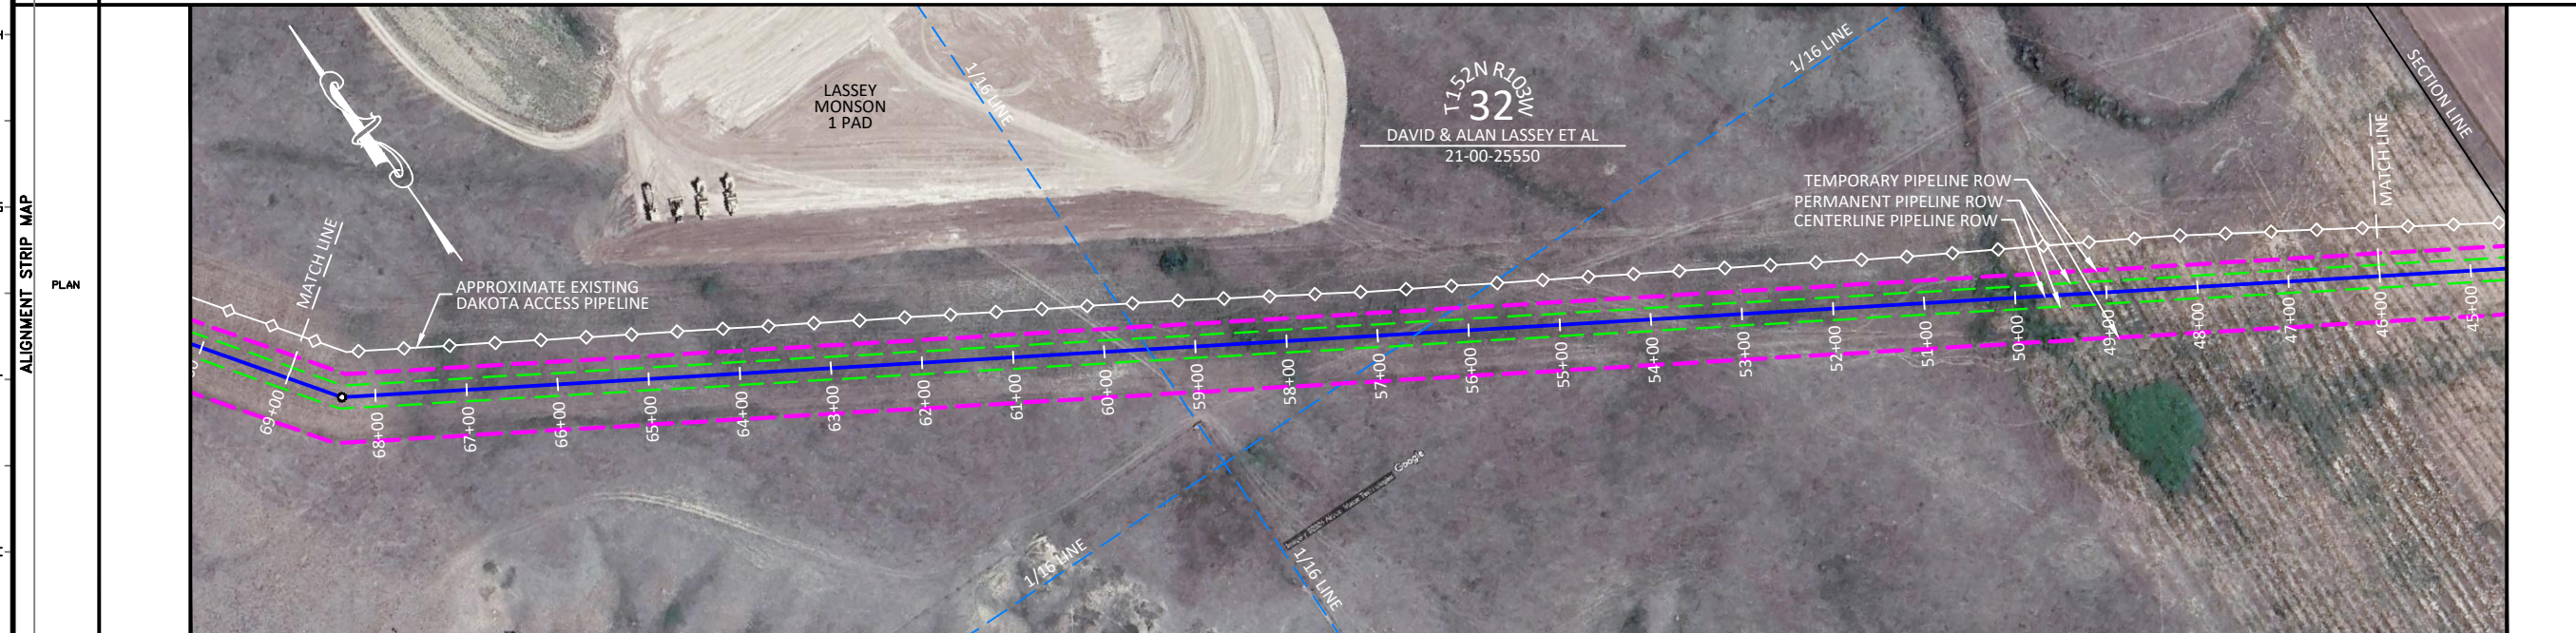 ALIGNMENT STRIP MAP
PLAN
MATCH LINE
APPROXIMATE EXISTING
DAKOTA ACCESS PIPELINE
LASSEY
MONSON
1 PAD
1/16 LINE
T152N R103W
32
DAVID & ALAN LASSEY ET AL
21-00-25550
1/16 LINE
SECTION LINE
MATCH LINE
TEMPORARY PIPELINE ROW
PERMANENT PIPELINE ROW
CENTERLINE PIPELINE ROW
69+00
68+00
67+00
66+00
65+00
64+00
63+00
62+00
61+00
60+00
59+00
58+00
57+00
56+00
55+00
54+00
53+00
52+00
51+00
50+00
49+00
48+00
47+00
46+00
45+00
Google
1/16 LINE
1/16 LINE